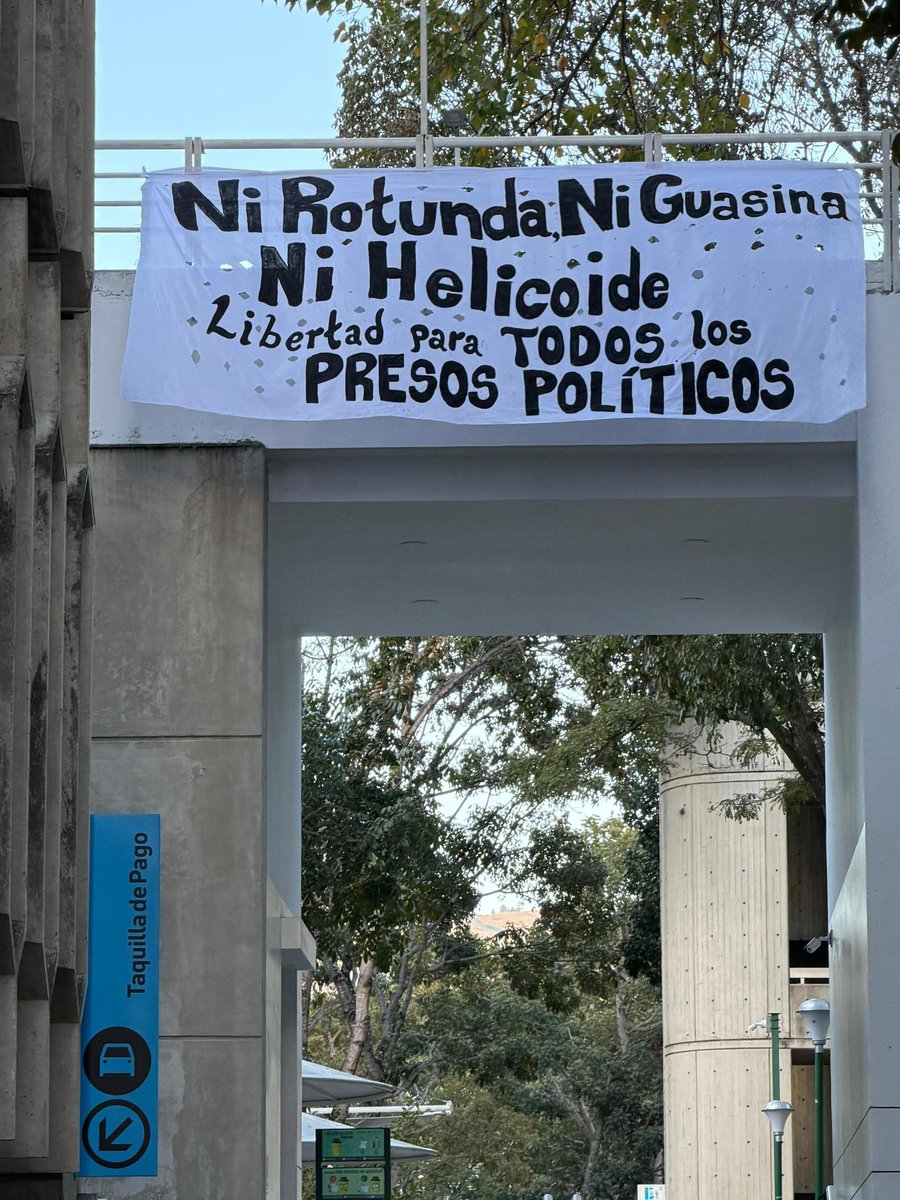 Ni Rotunda, Ni Guasina
Ni Helicoide
Libertad para TODOS los
PRESOS POLÍTICOS
Taquilla de Pago